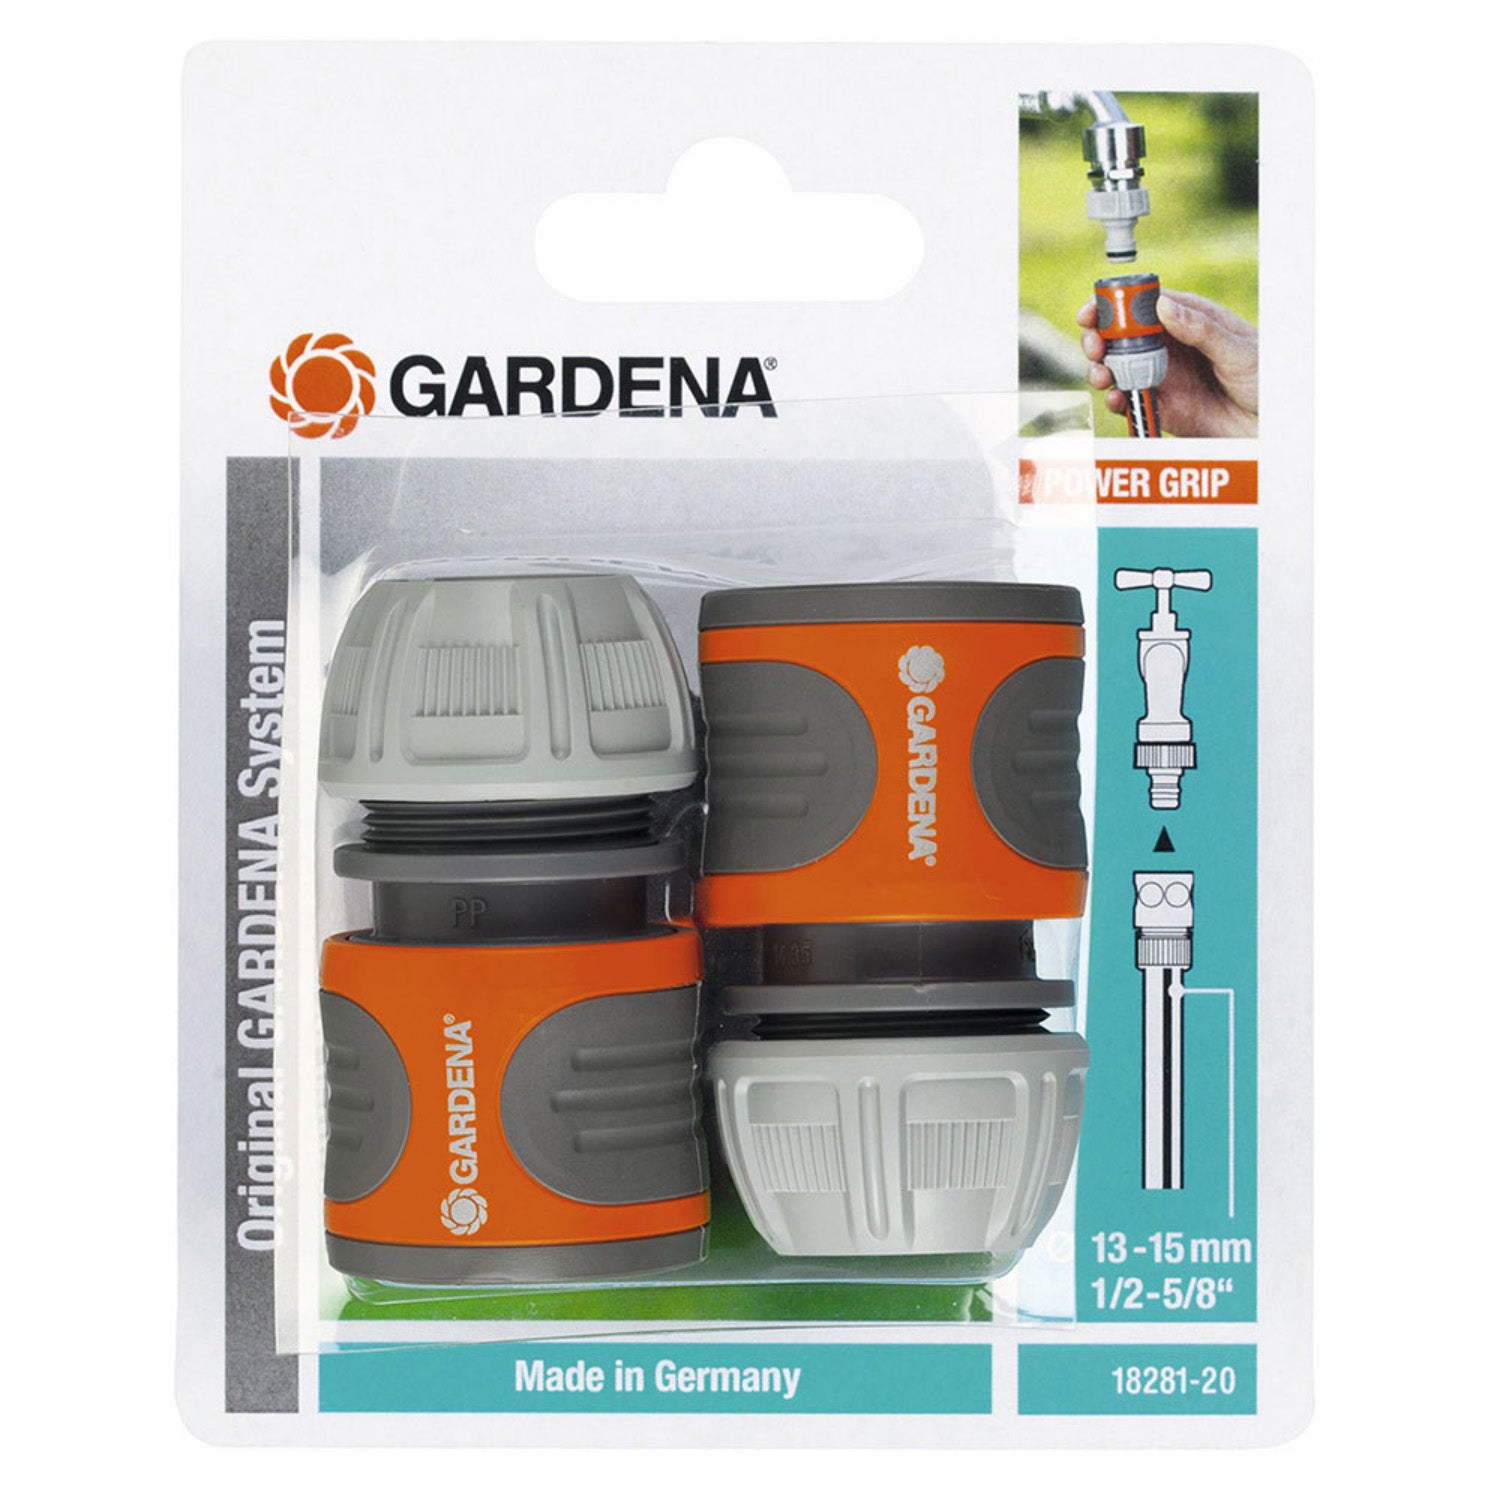 GARDENA®
POWER GRIP
Original GARDENA System
PP
GARDENA®
GARDENA®
13-15 mm
1/2-5/8“
Made in Germany
18281-20